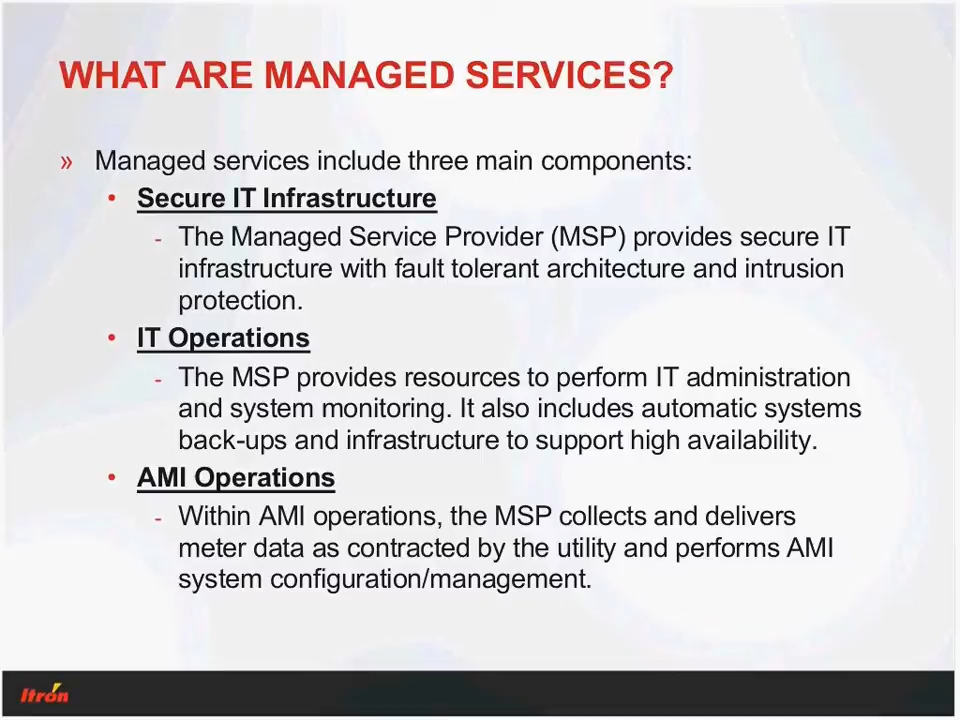 WHAT ARE MANAGED SERVICES?
» Managed services include three main components:
• Secure IT Infrastructure
- The Managed Service Provider (MSP) provides secure IT
infrastructure with fault tolerant architecture and intrusion
protection.
• IT Operations
- The MSP provides resources to perform IT administration
and system monitoring. It also includes automatic systems
back-ups and infrastructure to support high availability.
• AMI Operations
- Within AMI operations, the MSP collects and delivers
meter data as contracted by the utility and performs AMI
system configuration/management.
Itron